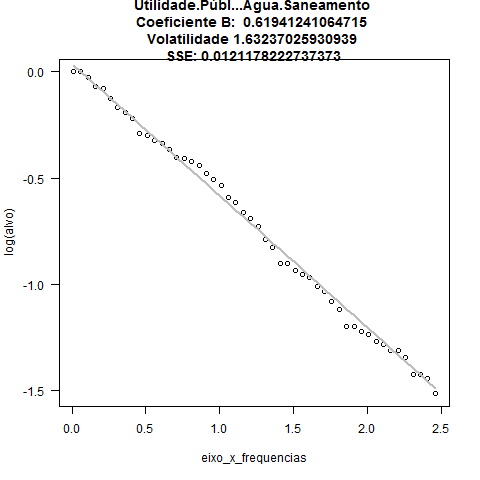 Utilidade.Públ...Agua.Saneamento
Coeficiente B:  0.61941241064715
Volatilidade 1.63237025930939
SSE: 0.0121178222737373
0.0
-0.5
-1.0
-1.5
log(alvo)
0.0 0.5 1.0 1.5 2.0 2.5
eixo_x_frequencias